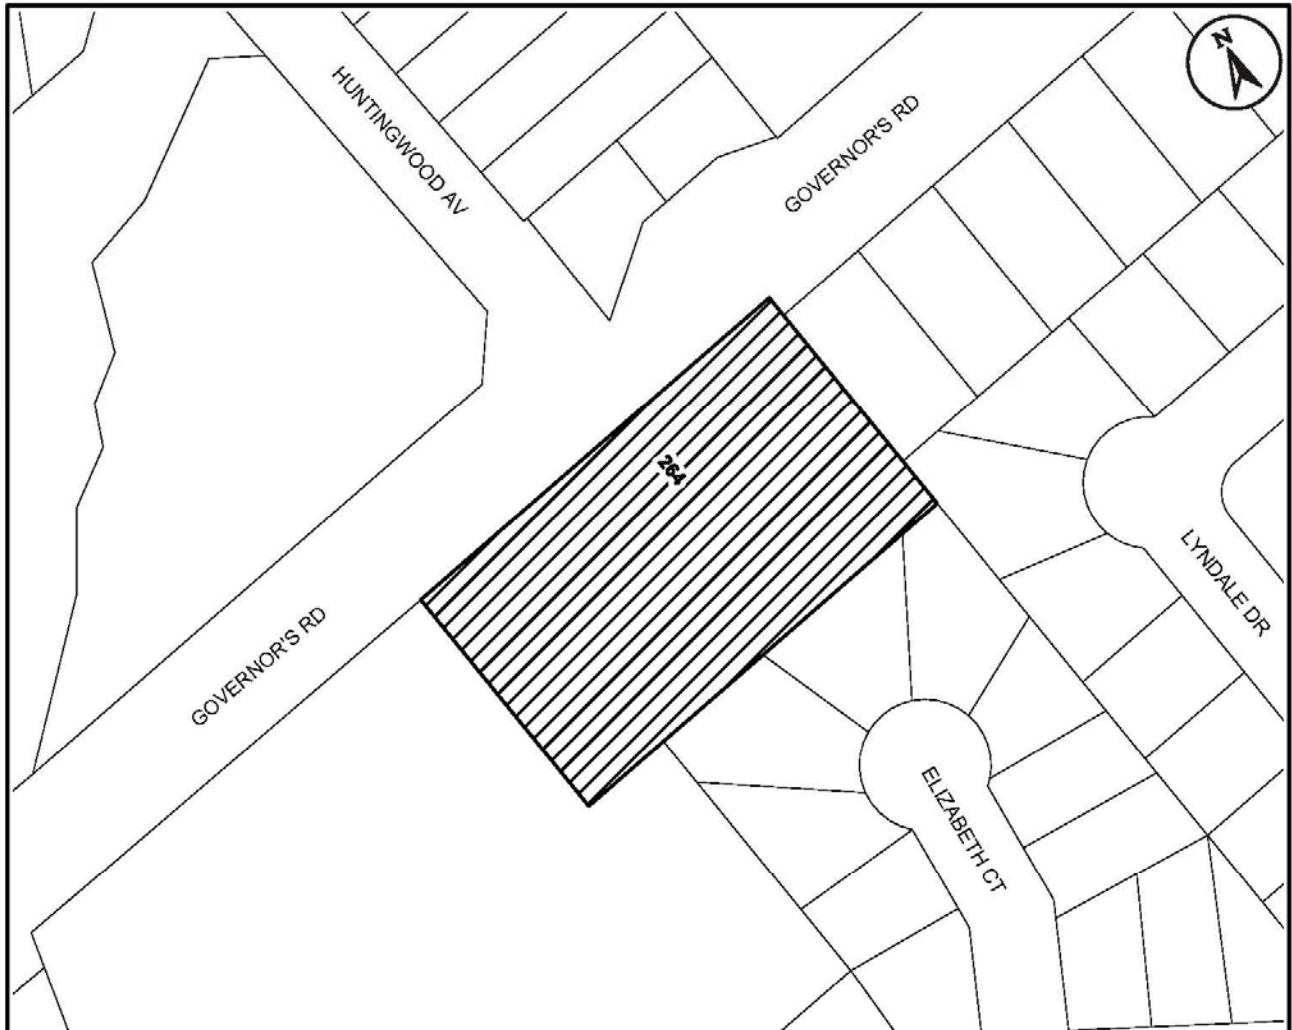 N
HUNTINGWOOD AV
GOVERNOR'S RD
264
LYNDALE DR
GOVERNOR'S RD
ELIZABETH CT